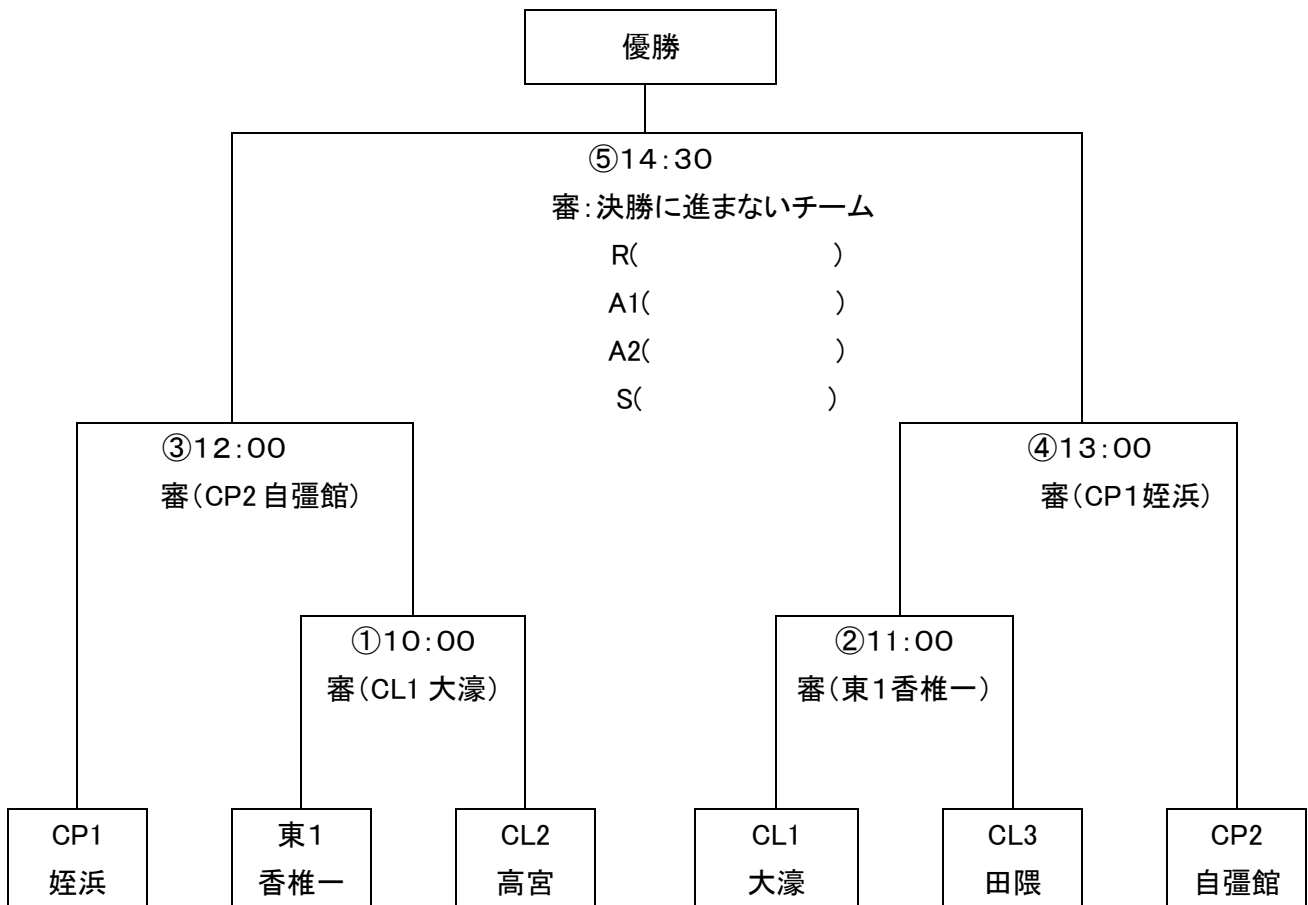 優勝
⑤14:30
審:決勝に進まないチーム
R( )
A1( )
A2( )
S( )
③12:00
審(CP2 自彊館)
④13:00
審(CP1姪浜)
①10:00
審(CL1 大濠)
②11:00
審(東1香椎一)
CP1
姪浜
東1
香椎一
CL2
高宮
CL1
大濠
CL3
田隈
CP2
自彊館